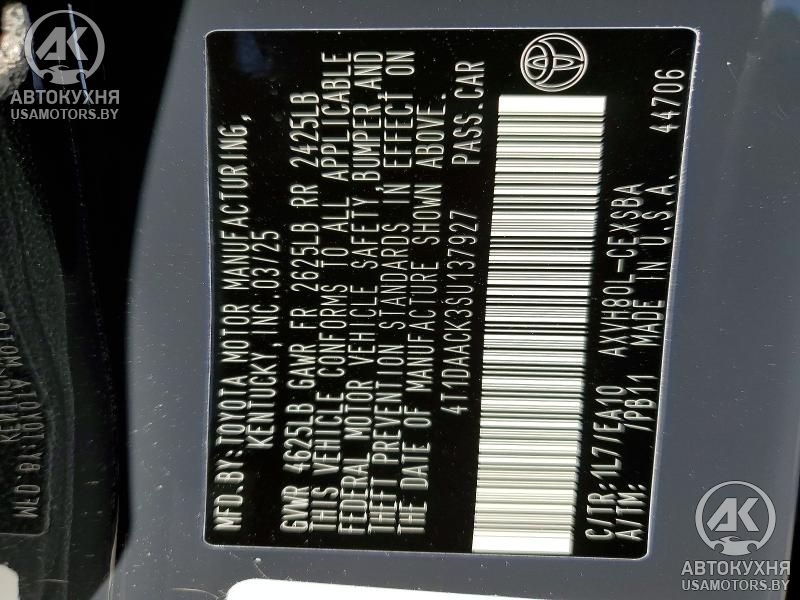 MFD.BY:TOYOTA MOTOR MANUFACTURING,
KENTUCKY, INC.03/25
GVWR 4625LB GAWR FR 2625LB RR 2425LB
THIS VEHICLE CONFORMS TO ALL APPLICABLE
FEDERAL MOTOR VEHICLE SAFETY, BUMPER AND
THEFT PREVENTION STANDARDS IN EFFECT ON
THE DATE OF MANUFACTURE SHOWN ABOVE.
4T1DAACK3SU137927 PASS.CAR
C/TR:1L7/EA10 AXVH80L-CEXSBA
A/TM: /PB11 MADE IN U.S.A. 44706
АК
АВТОКУХНЯ
USAMOTORS.BY
АК
АВТОКУХНЯ
USAMOTORS.BY